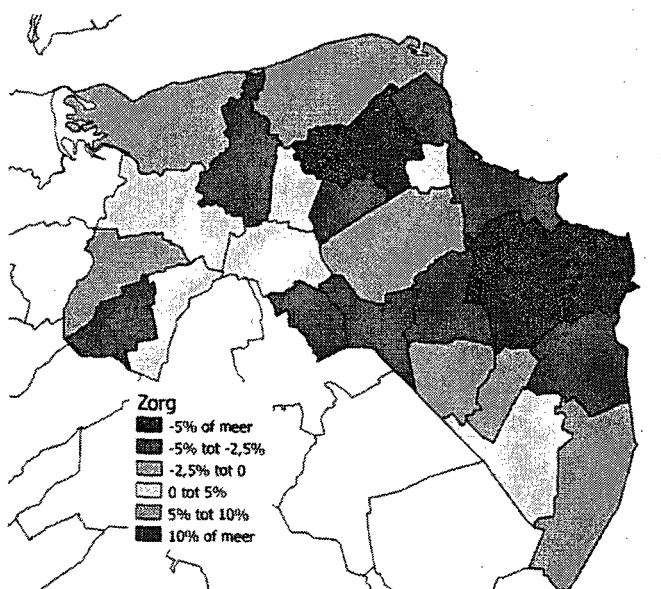 Zorg
-5% of meer
-5% tot -2,5%
-2,5% tot 0
0 tot 5%
5% tot 10%
10% of meer